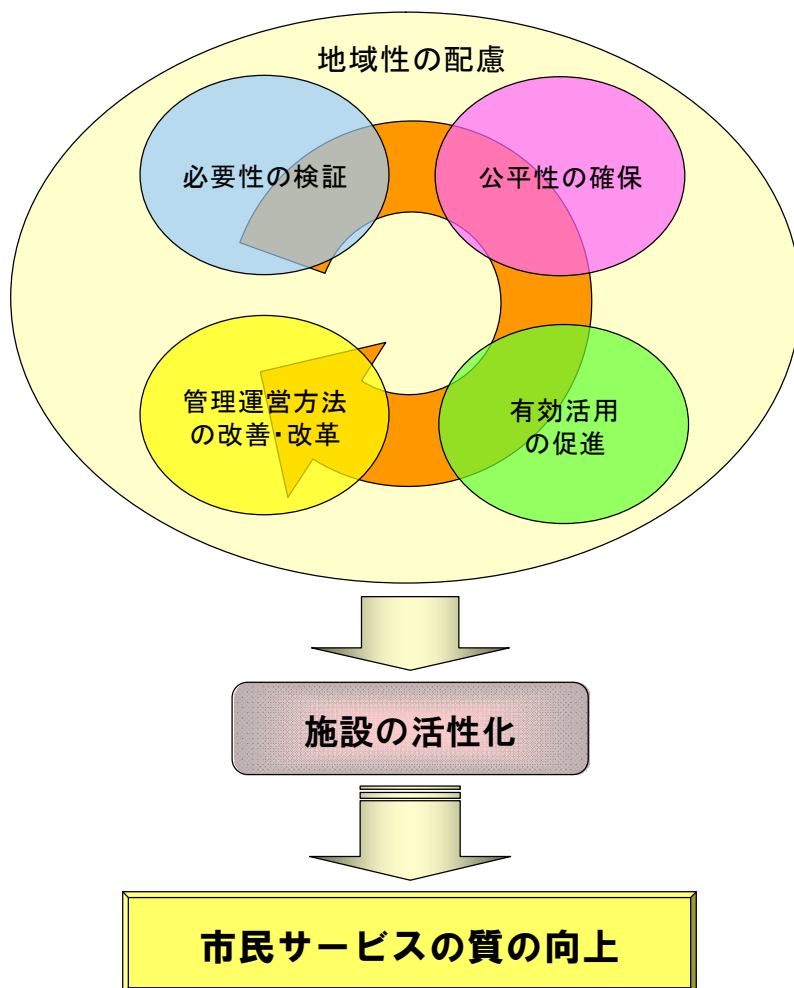 地域性の配慮
必要性の検証
公平性の確保
管理運営方法
の改善・改革
有効活用
の促進
施設の活性化
市民サービスの質の向上